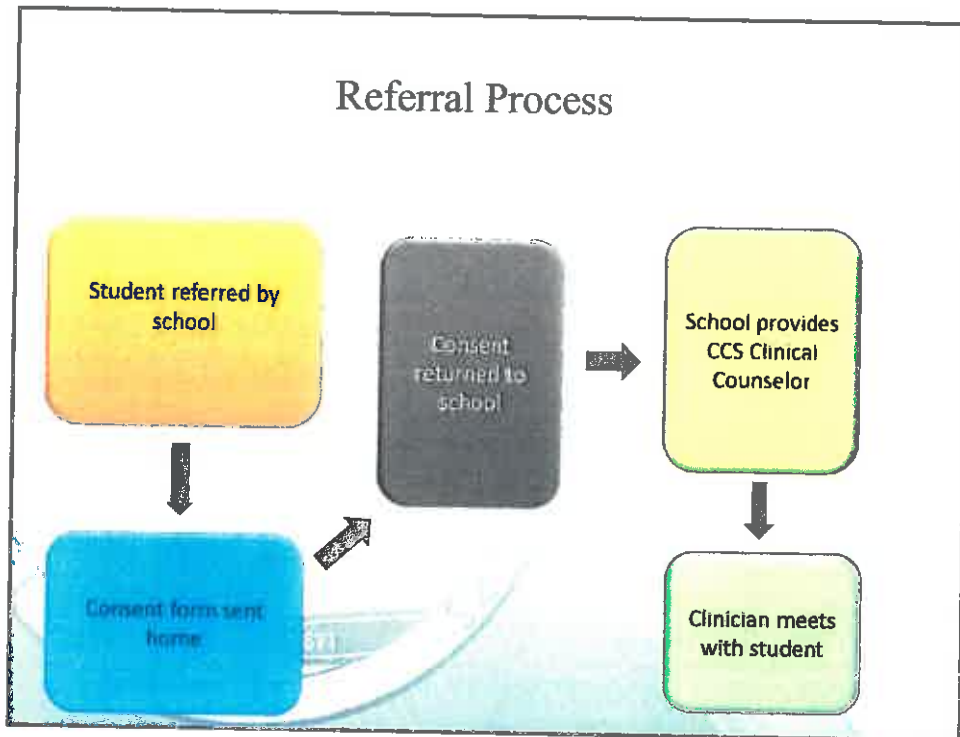 Referral Process
Student referred by
school
Consent form sent
home
Consent
returned to
school
School provides
CCS Clinical
Counselor
Clinician meets
with student